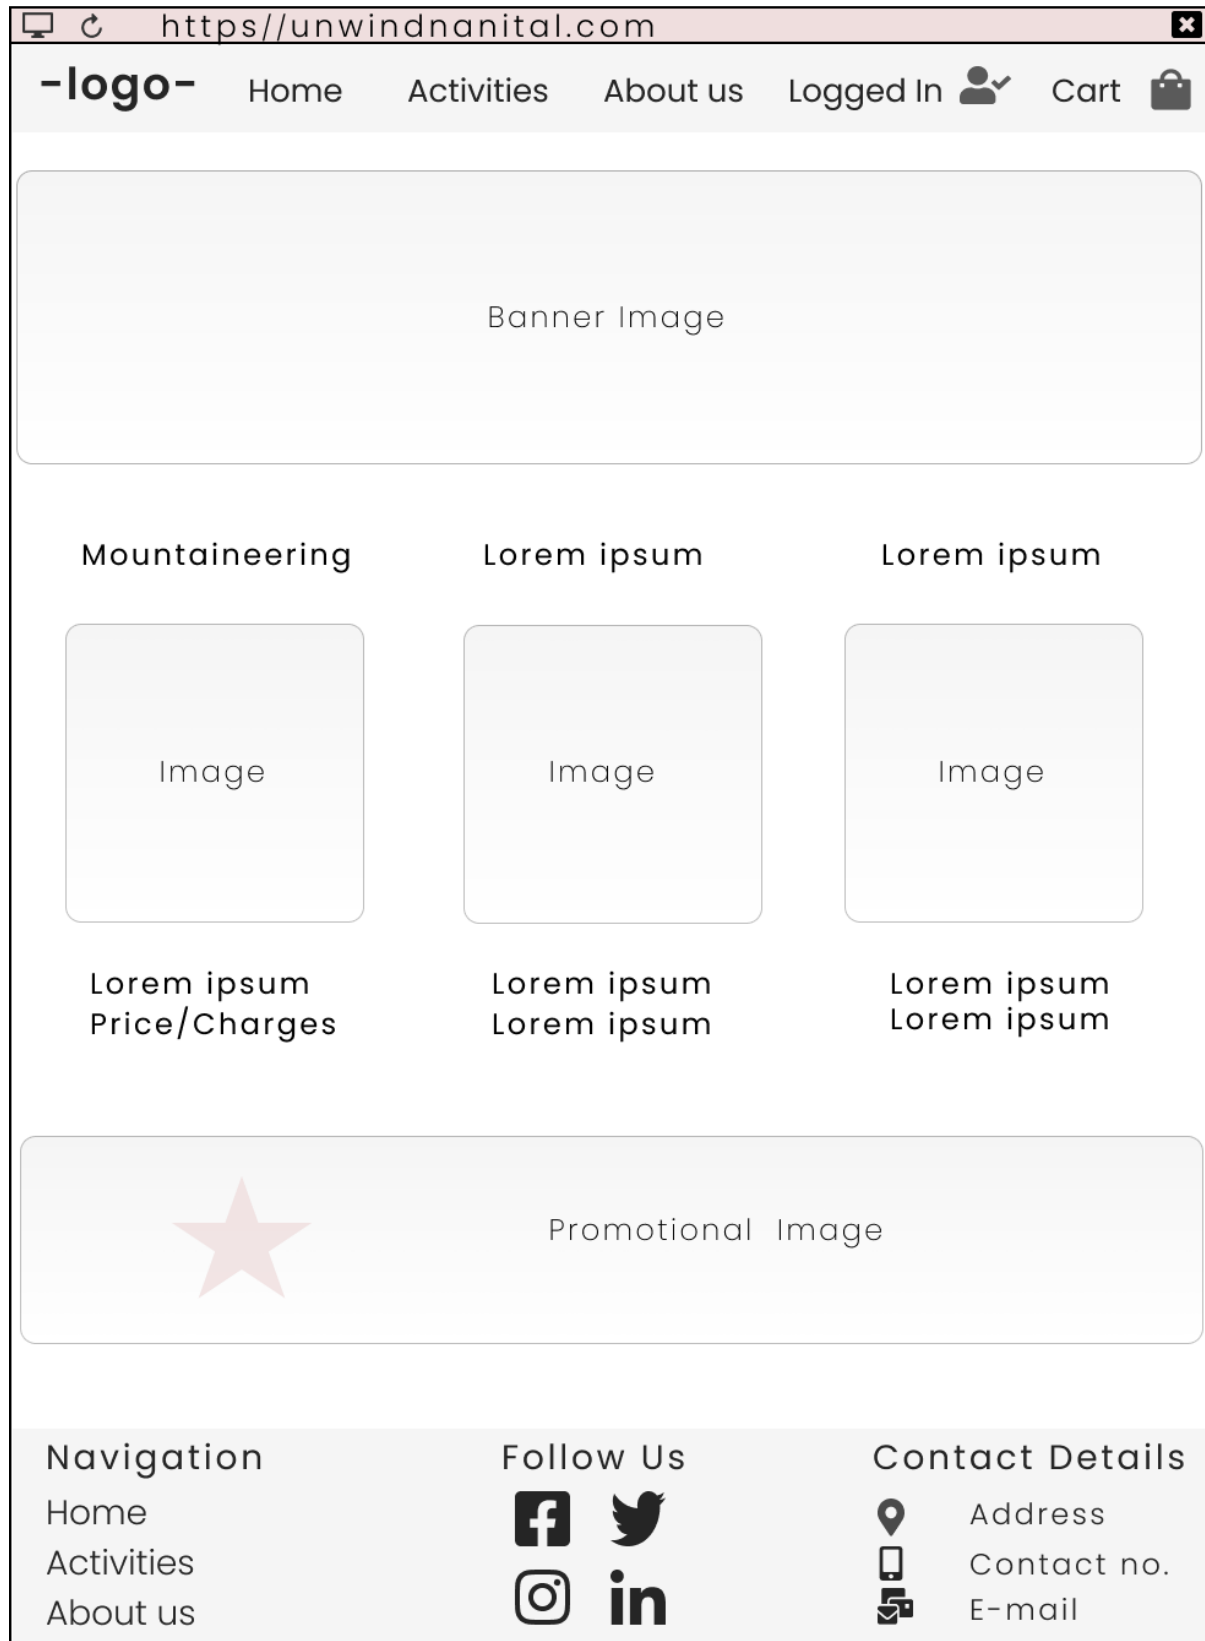 https//unwindnanital.com
-logo- Home Activities About us Logged In Cart
Banner Image
Mountaineering Lorem ipsum Lorem ipsum
Image Image Image
Lorem ipsum Lorem ipsum Lorem ipsum
Price/Charges Lorem ipsum Lorem ipsum
Promotional Image
Navigation Follow Us Contact Details
Home Address
Activities Contact no.
About us E-mail